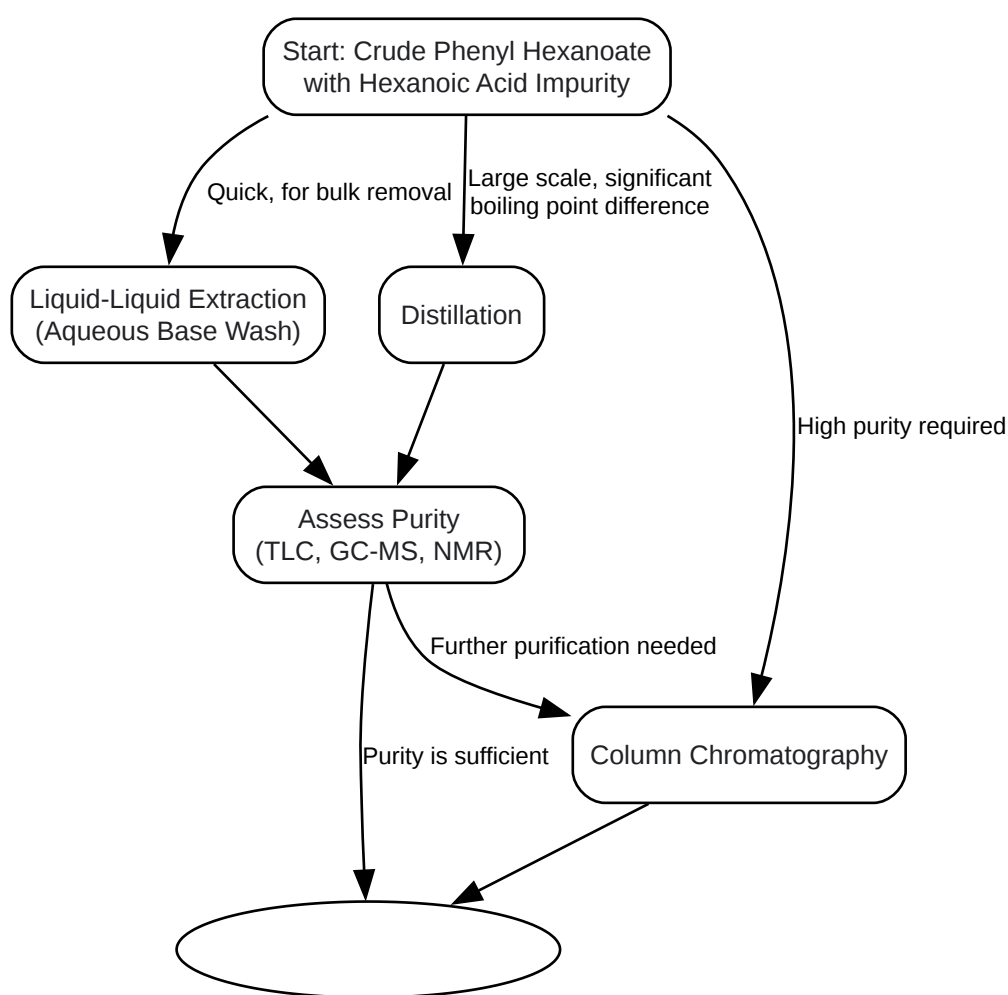 Start: Crude Phenyl Hexanoate
with Hexanoic Acid Impurity
Quick, for bulk removal
Large scale, significant
boiling point difference
Liquid-Liquid Extraction
(Aqueous Base Wash)
Distillation
High purity required
Assess Purity
(TLC, GC-MS, NMR)
Further purification needed
Purity is sufficient
Column Chromatography